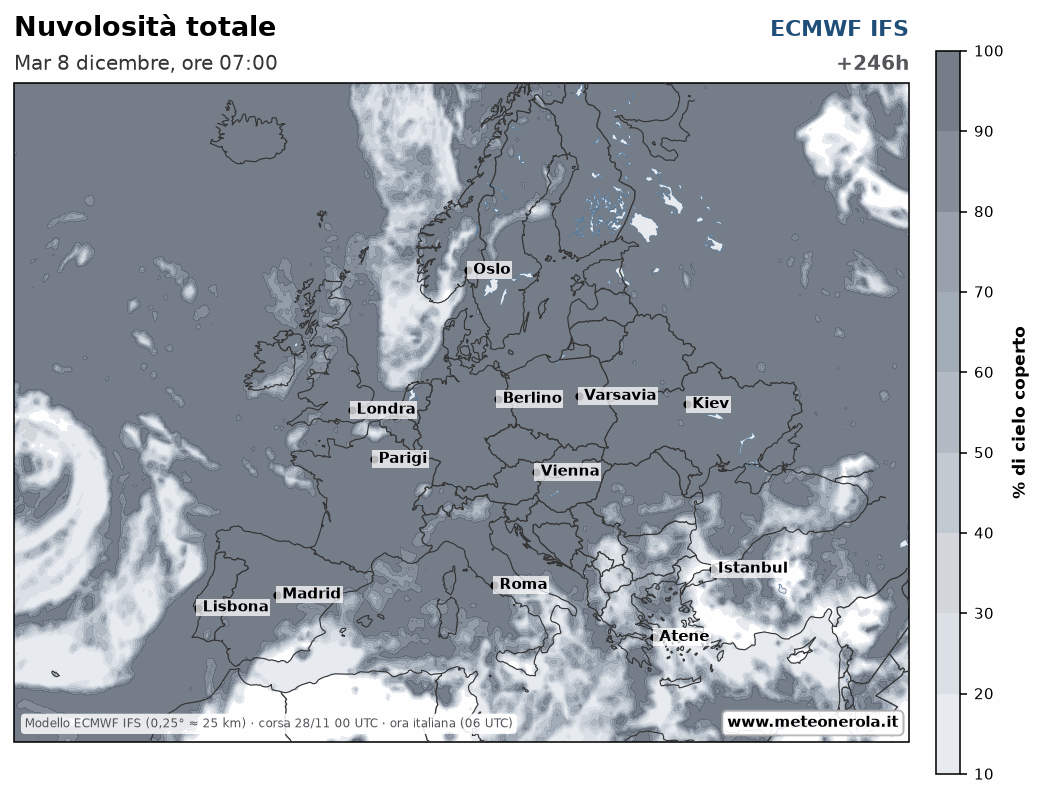 Nuvolosità totale
ECMWF IFS
Mar 8 dicembre, ore 07:00
+246h
100
90
80
70
60
50
40
30
20
10
% di cielo coperto
Oslo
Londra
Berlino
Varsavia
Kiev
Parigi
Vienna
Istanbul
Roma
Madrid
Lisbona
Atene
Modello ECMWF IFS (0,25° ≈ 25 km) · corsa 28/11 00 UTC · ora italiana (06 UTC)
www.meteonerola.it